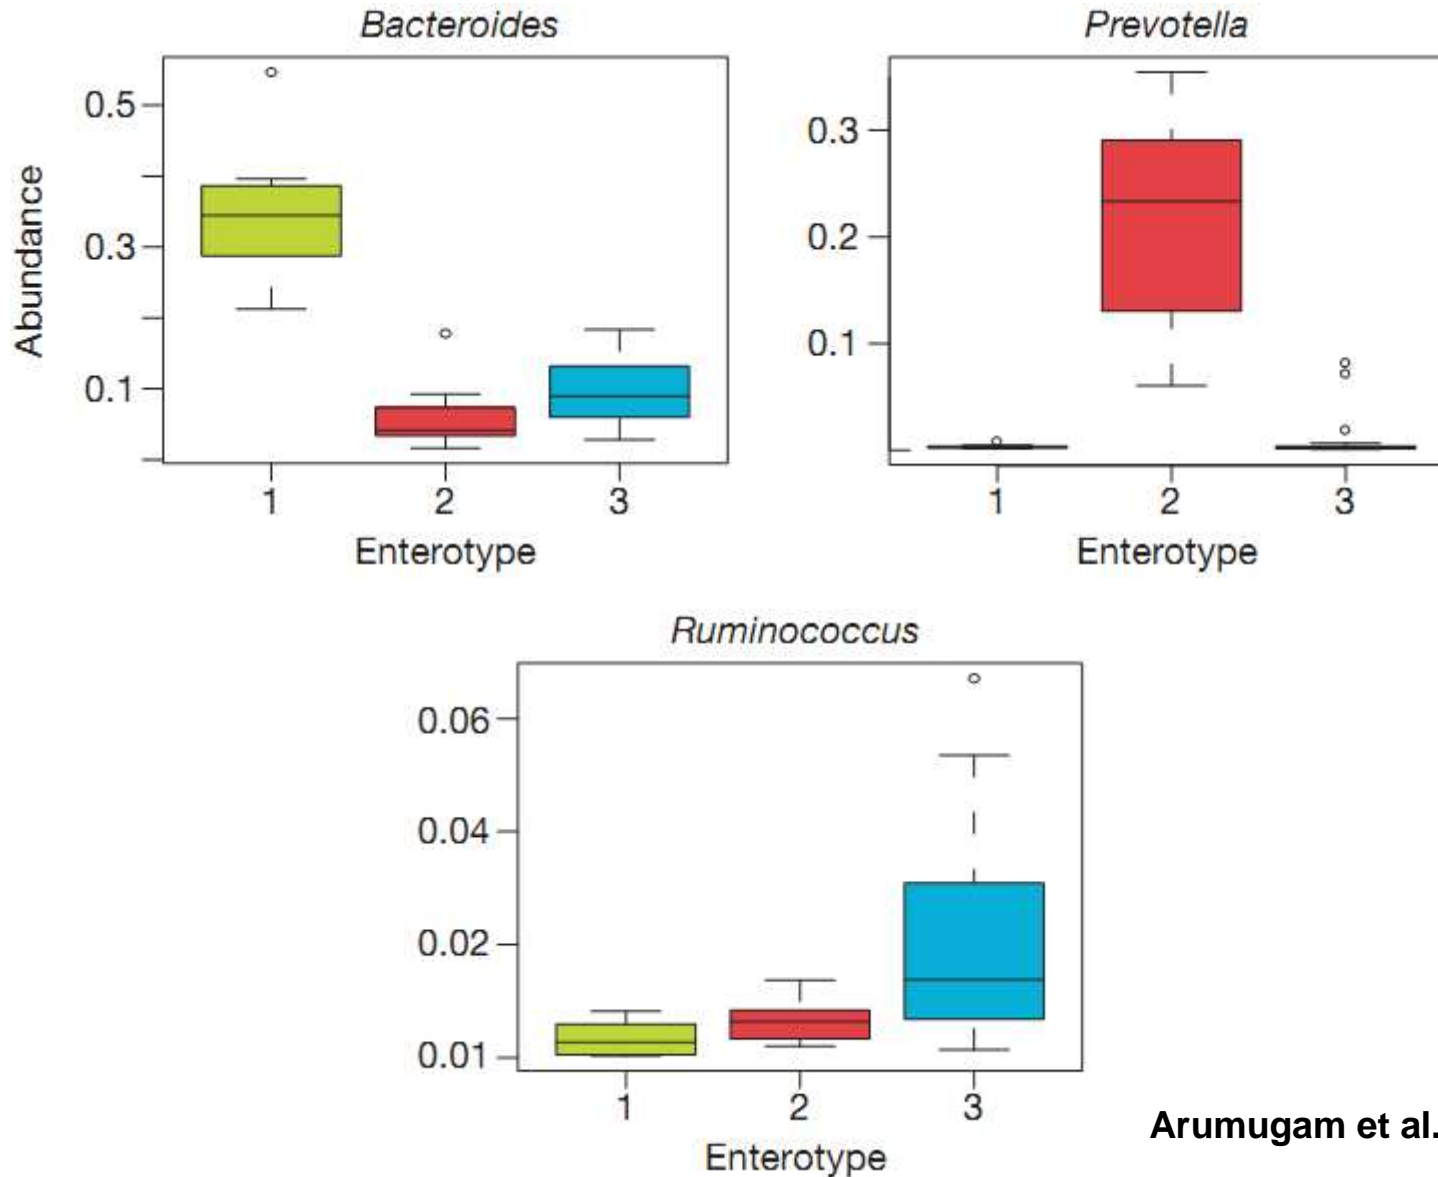 Bacteroides
Abundance
0.5
0.3
0.1
1 2 3
Enterotype
Prevotella
0.3
0.2
0.1
1 2 3
Enterotype
Ruminococcus
0.06
0.04
0.02
0.01
1 2 3
Enterotype
Arumugam et al.